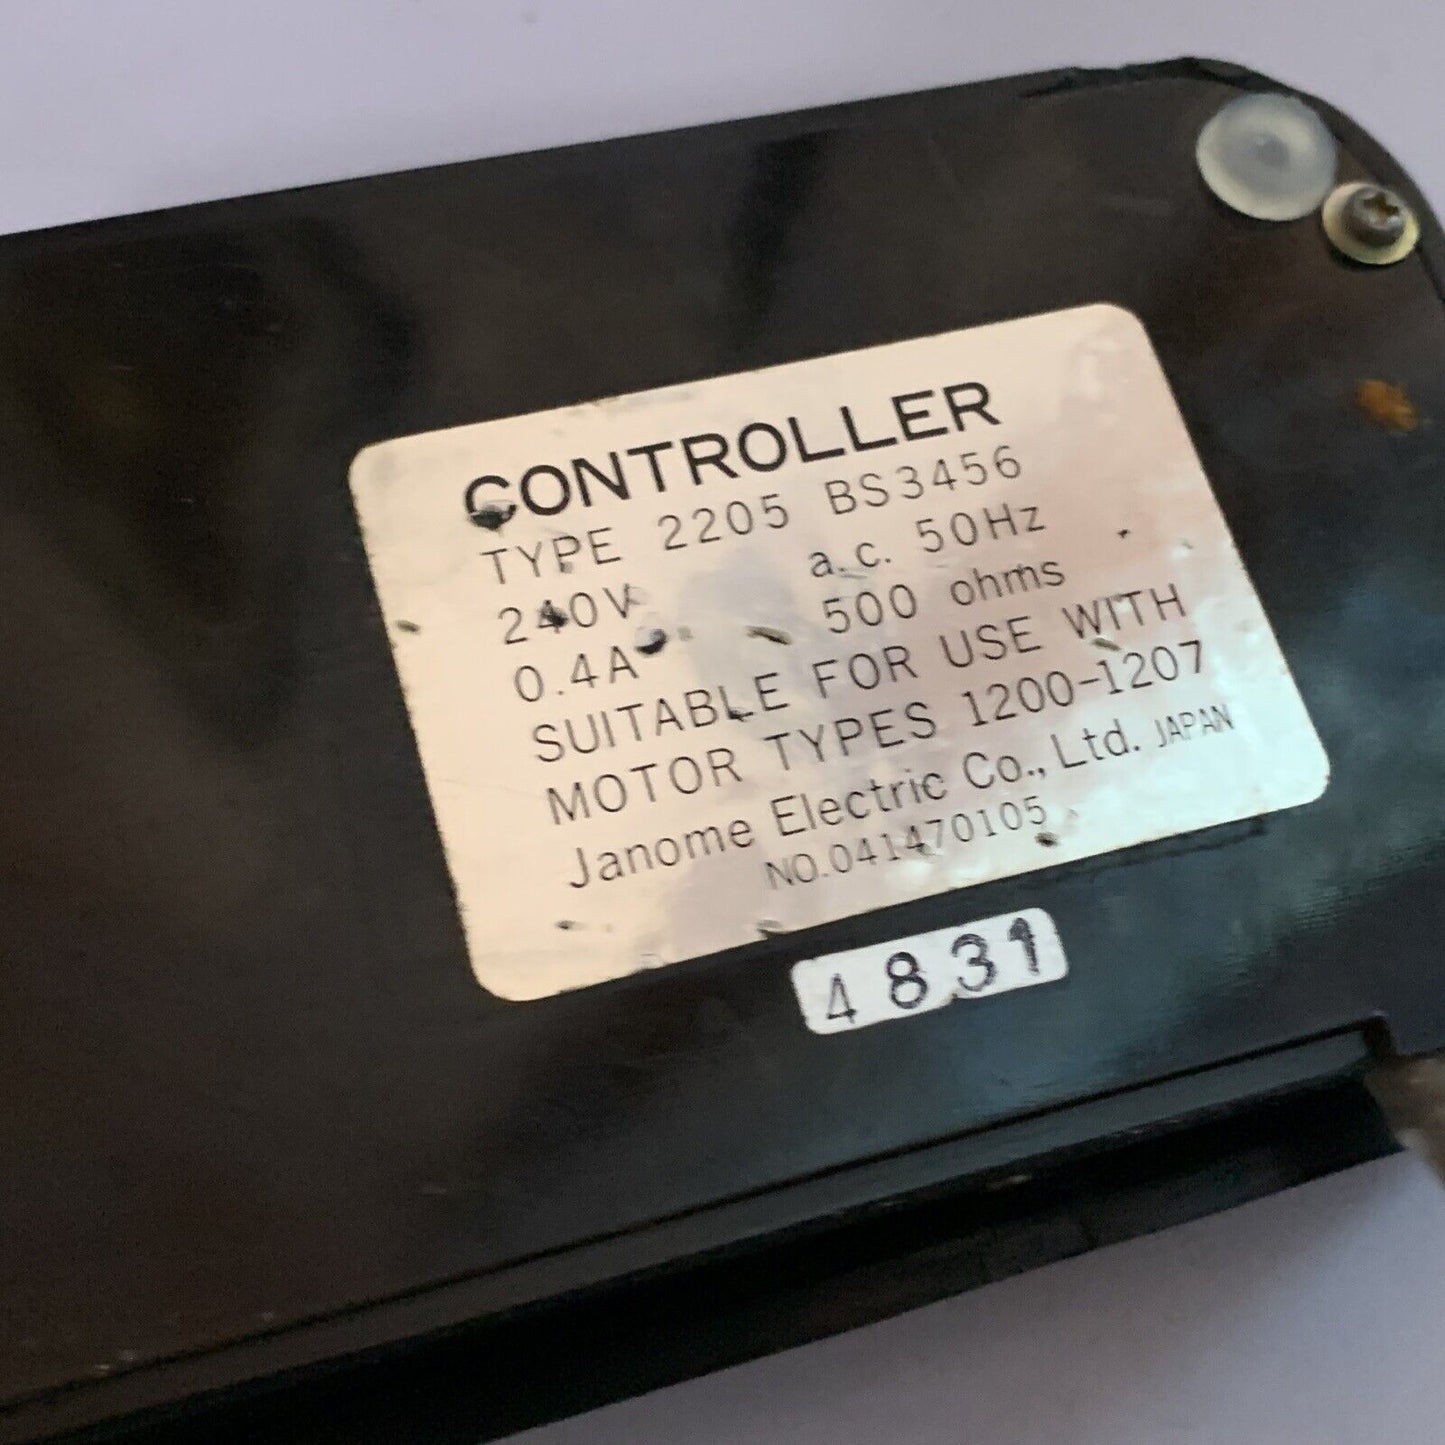 CONTROLLER
TYPE 2205 BS3456
240V a.c. 50Hz
0.4A 500 ohms
SUITABLE FOR USE WITH
MOTOR TYPES 1200-1207
Janome Electric Co., Ltd. JAPAN
NO.041470105
4831